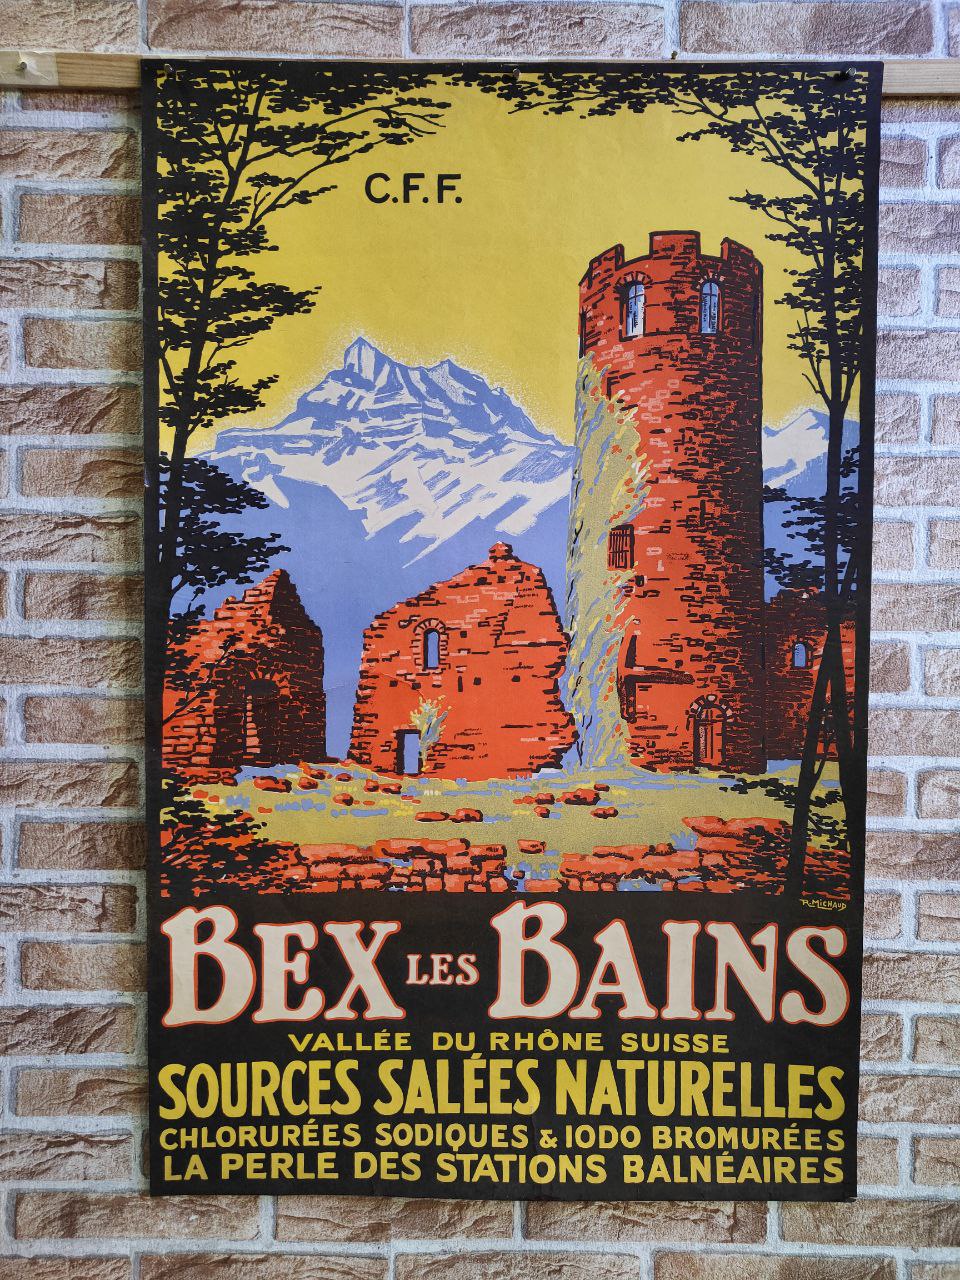 C.F.F.
R. MICHAUD
BEX LES BAINS
VALLÉE DU RHÔNE SUISSE
SOURCES SALÉES NATURELLES
CHLORURÉES SODIQUES & IODO BROMURÉES
LA PERLE DES STATIONS BALNÉAIRES